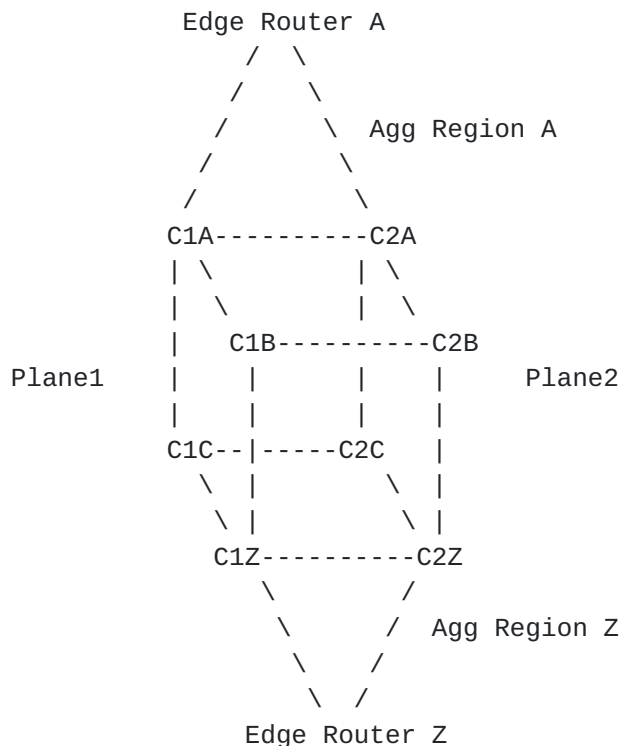 Edge Router A
Agg Region A
C1A----------C2A
C1B----------C2B
Plane1 Plane2
C1C--|-----C2C
C1Z----------C2Z
Agg Region Z
Edge Router Z